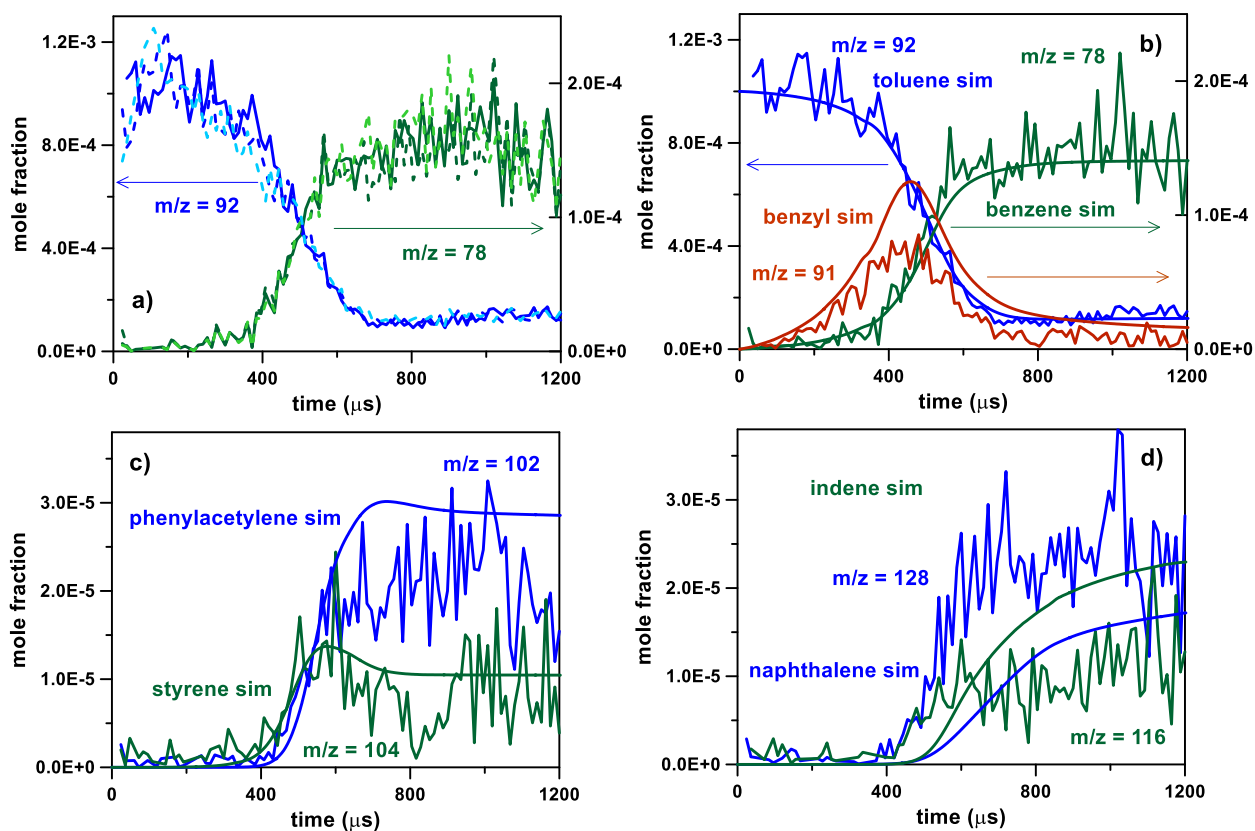 1.2E-3
8.0E-4
4.0E-4
0.0E+0
mole fraction
2.0E-4
1.0E-4
0.0E+0
m/z = 92
m/z = 78
a)
0
400
800
1200
time (μs)
1.2E-3
8.0E-4
4.0E-4
0.0E+0
mole fraction
2.0E-4
1.0E-4
0.0E+0
m/z = 92
b)
m/z = 78
toluene sim
benzyl sim
benzene sim
m/z = 91
0
400
800
1200
time (μs)
3.0E-5
2.0E-5
1.0E-5
0.0E+0
mole fraction
c)
m/z = 102
phenylacetylene sim
styrene sim
m/z = 104
0
400
800
1200
time (μs)
3.0E-5
2.0E-5
1.0E-5
0.0E+0
mole fraction
d)
indene sim
m/z = 128
naphthalene sim
m/z = 116
0
400
800
1200
time (μs)